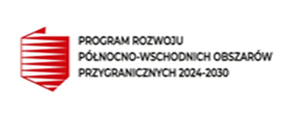 PROGRAM ROZWOJU
PÓŁNOCNO-WSCHODNICH OBSZARÓW
PRZYGRANICZNYCH 2024-2030